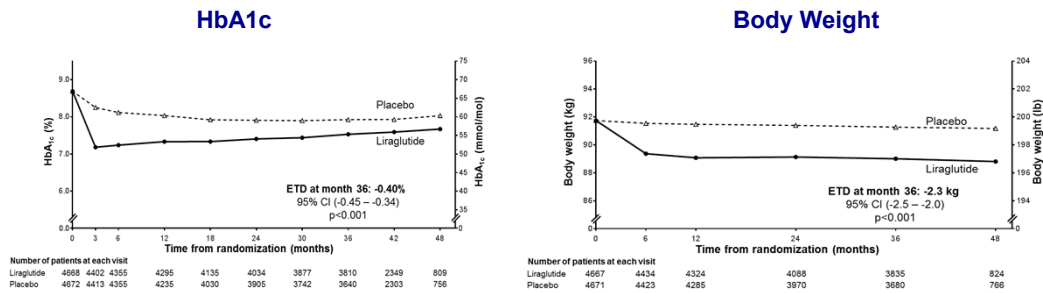 HbA1c
HbA1c (%)
9.0
8.0
7.0
6.0
0.0
HbA1c (mmol/mol)
75
70
65
60
55
50
45
40
35
0
Placebo
Liraglutide
ETD at month 36: -0.40%
95% CI (-0.45 – -0.34)
p<0.001
0 3 6 12 18 24 30 36 42 48
Time from randomization (months)
Number of patients at each visit
Liraglutide 4668 4402 4355 4295 4135 4034 3877 3810 2349 809
Placebo 4672 4413 4355 4235 4030 3905 3742 3640 2303 756
Body Weight
Body weight (kg)
96
94
92
90
88
86
0
Body weight (lb)
204
202
200
198
196
194
0
Placebo
Liraglutide
ETD at month 36: -2.3 kg
95% CI (-2.5 – -2.0)
p<0.001
0 6 12 24 36 48
Time from randomization (months)
Number of patients at each visit
Liraglutide 4667 4434 4324 4088 3835 824
Placebo 4671 4423 4285 3970 3680 766